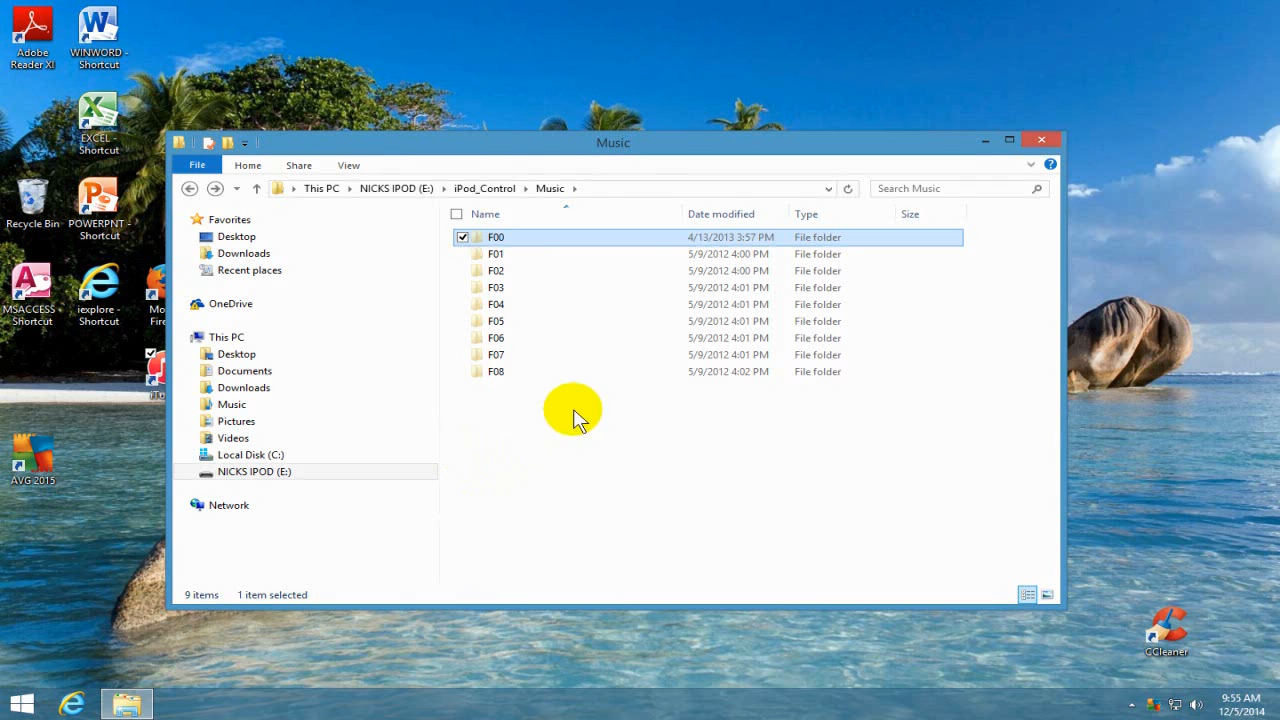 Adobe
Reader XI
WINWORD -
Shortcut
EXCEL -
Shortcut
Recycle Bin
POWERPNT -
Shortcut
MSACCESS
Shortcut
iexplore -
Shortcut
Mo
Fire
iTu
AVG 2015
CCleaner
Music
File Home Share View
This PC NICKS IPOD (E:) iPod_Control Music
Search Music
Favorites
Desktop
Downloads
Recent places
OneDrive
This PC
Desktop
Documents
Downloads
Music
Pictures
Videos
Local Disk (C:)
NICKS IPOD (E:)
Network
Name Date modified Type Size
F00 4/13/2013 3:57 PM File folder
F01 5/9/2012 4:00 PM File folder
F02 5/9/2012 4:00 PM File folder
F03 5/9/2012 4:01 PM File folder
F04 5/9/2012 4:01 PM File folder
F05 5/9/2012 4:01 PM File folder
F06 5/9/2012 4:01 PM File folder
F07 5/9/2012 4:01 PM File folder
F08 5/9/2012 4:02 PM File folder
9 items 1 item selected
9:55 AM
12/5/2014